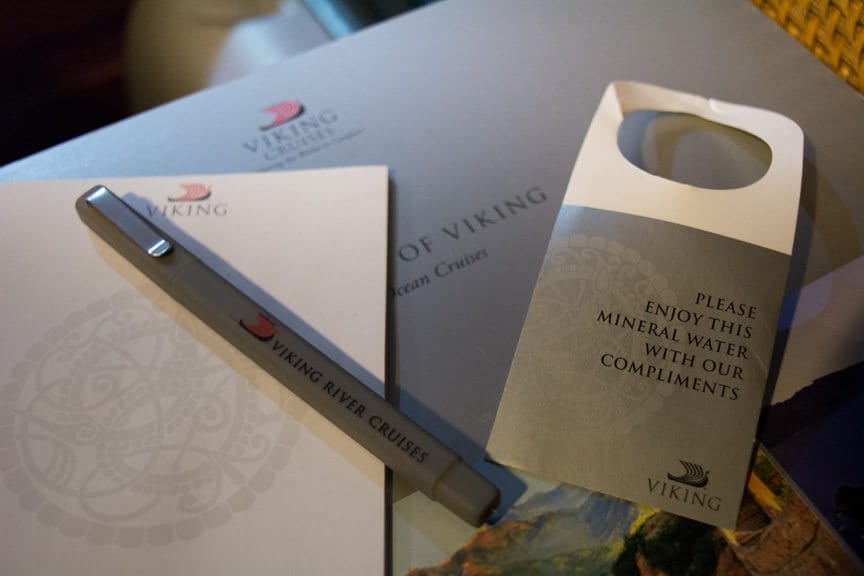 VIKING
CRUISES
VIKING
OF VIKING
Ocean Cruises
VIKING RIVER CRUISES
PLEASE
ENJOY THIS
MINERAL WATER
WITH OUR
COMPLIMENTS
VIKING